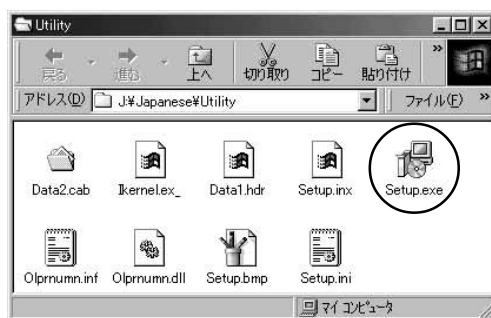 Utility
戻る 進む 上へ 切り取り コピー 貼り付け »
アドレス(D) J:¥Japanese¥Utility ファイル(F) »
Data2.cab Ikernel.ex_ Data1.hdr Setup.inx Setup.exe
Olprnumn.inf Olprnumn.dll Setup.bmp Setup.ini
マイ コンピュータ